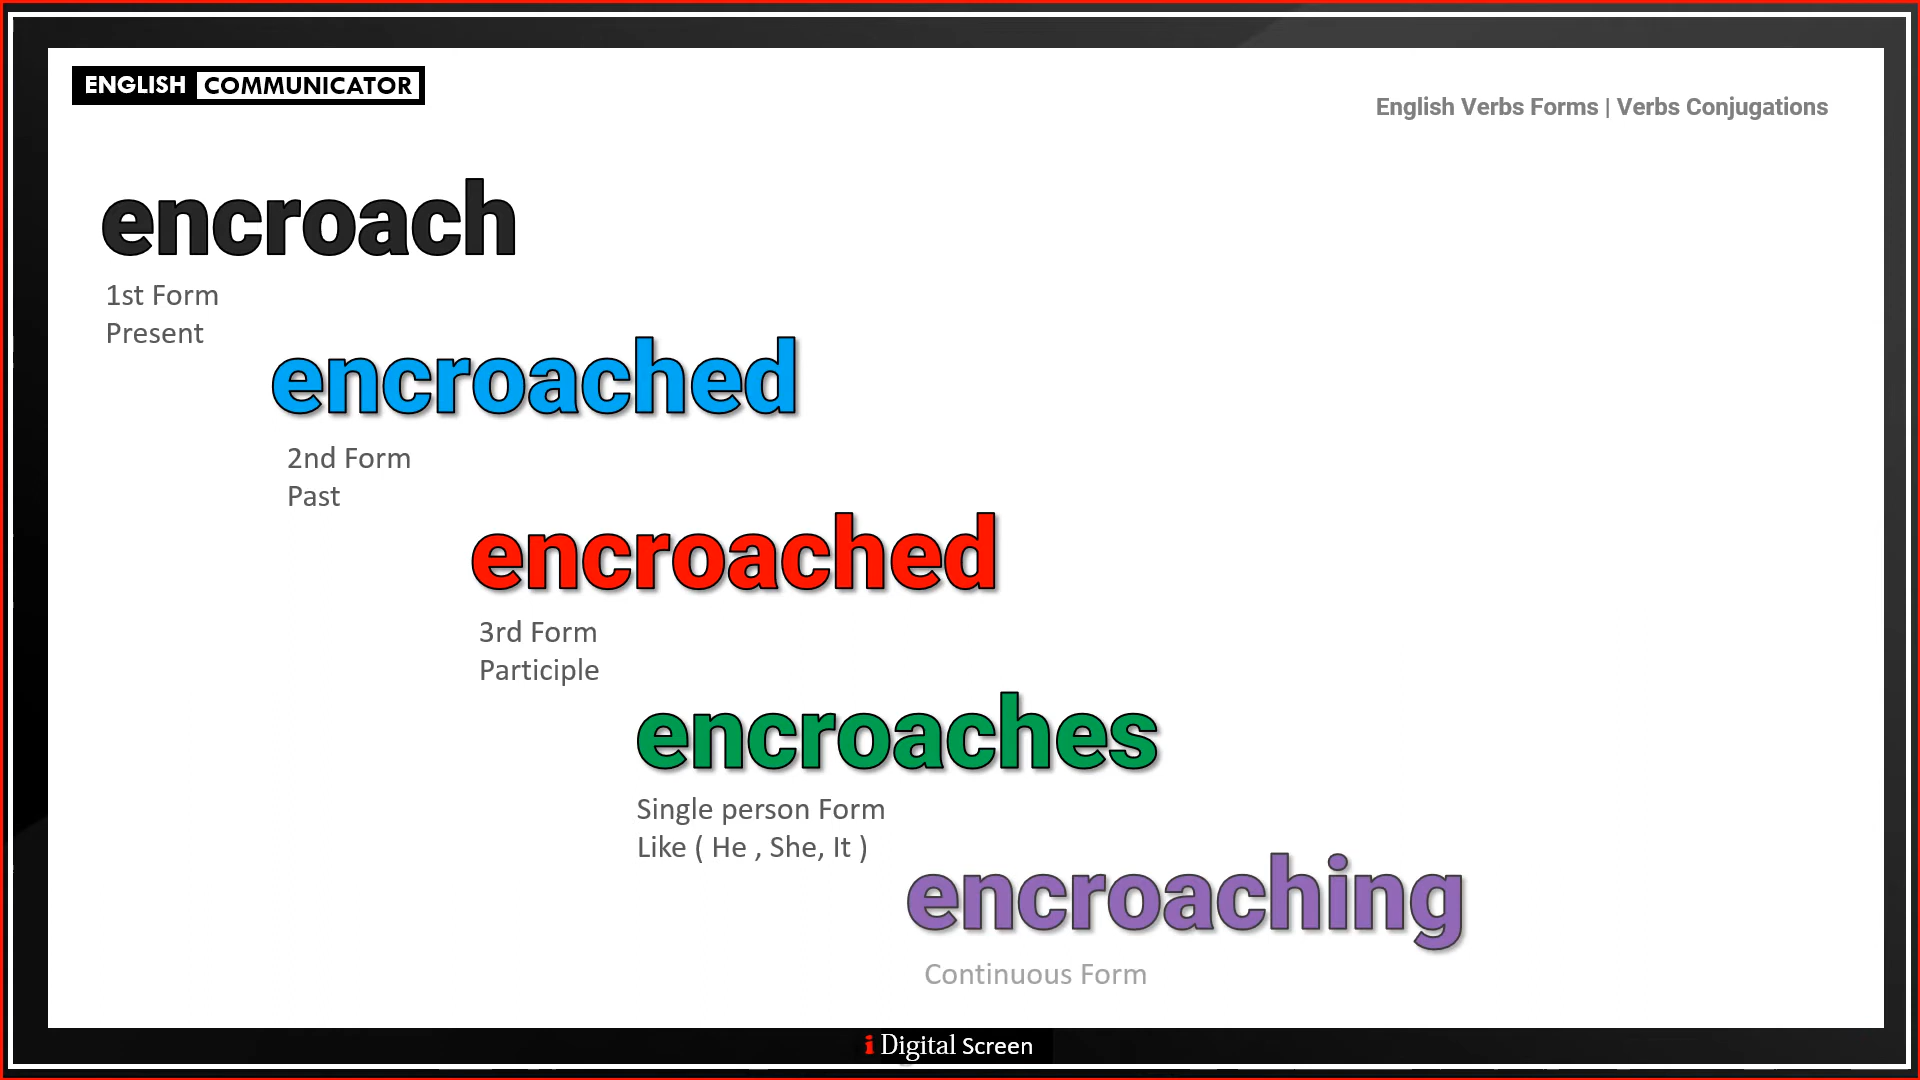 ENGLISH COMMUNICATOR
English Verbs Forms | Verbs Conjugations
encroach
1st Form
Present
encroached
2nd Form
Past
encroached
3rd Form
Participle
encroaches
Single person Form
Like ( He , She, It )
encroaching
Continuous Form
i Digital Screen